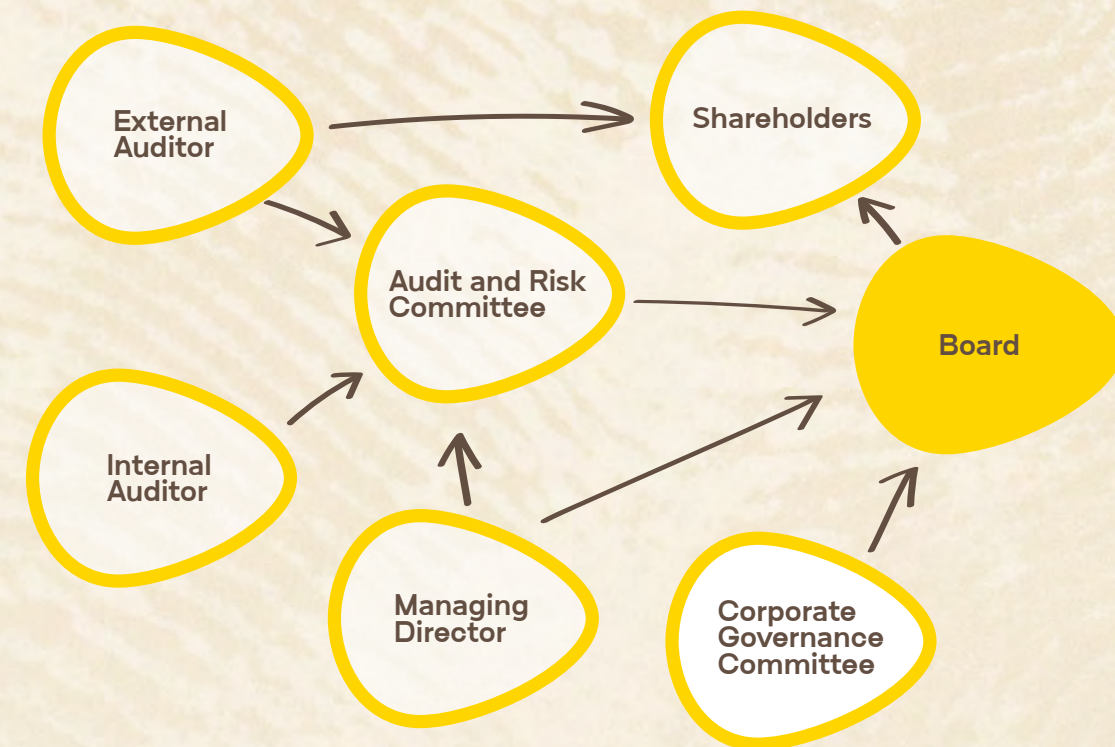 External
Auditor
Shareholders
Audit and Risk
Committee
Board
Internal
Auditor
Managing
Director
Corporate
Governance
Committee